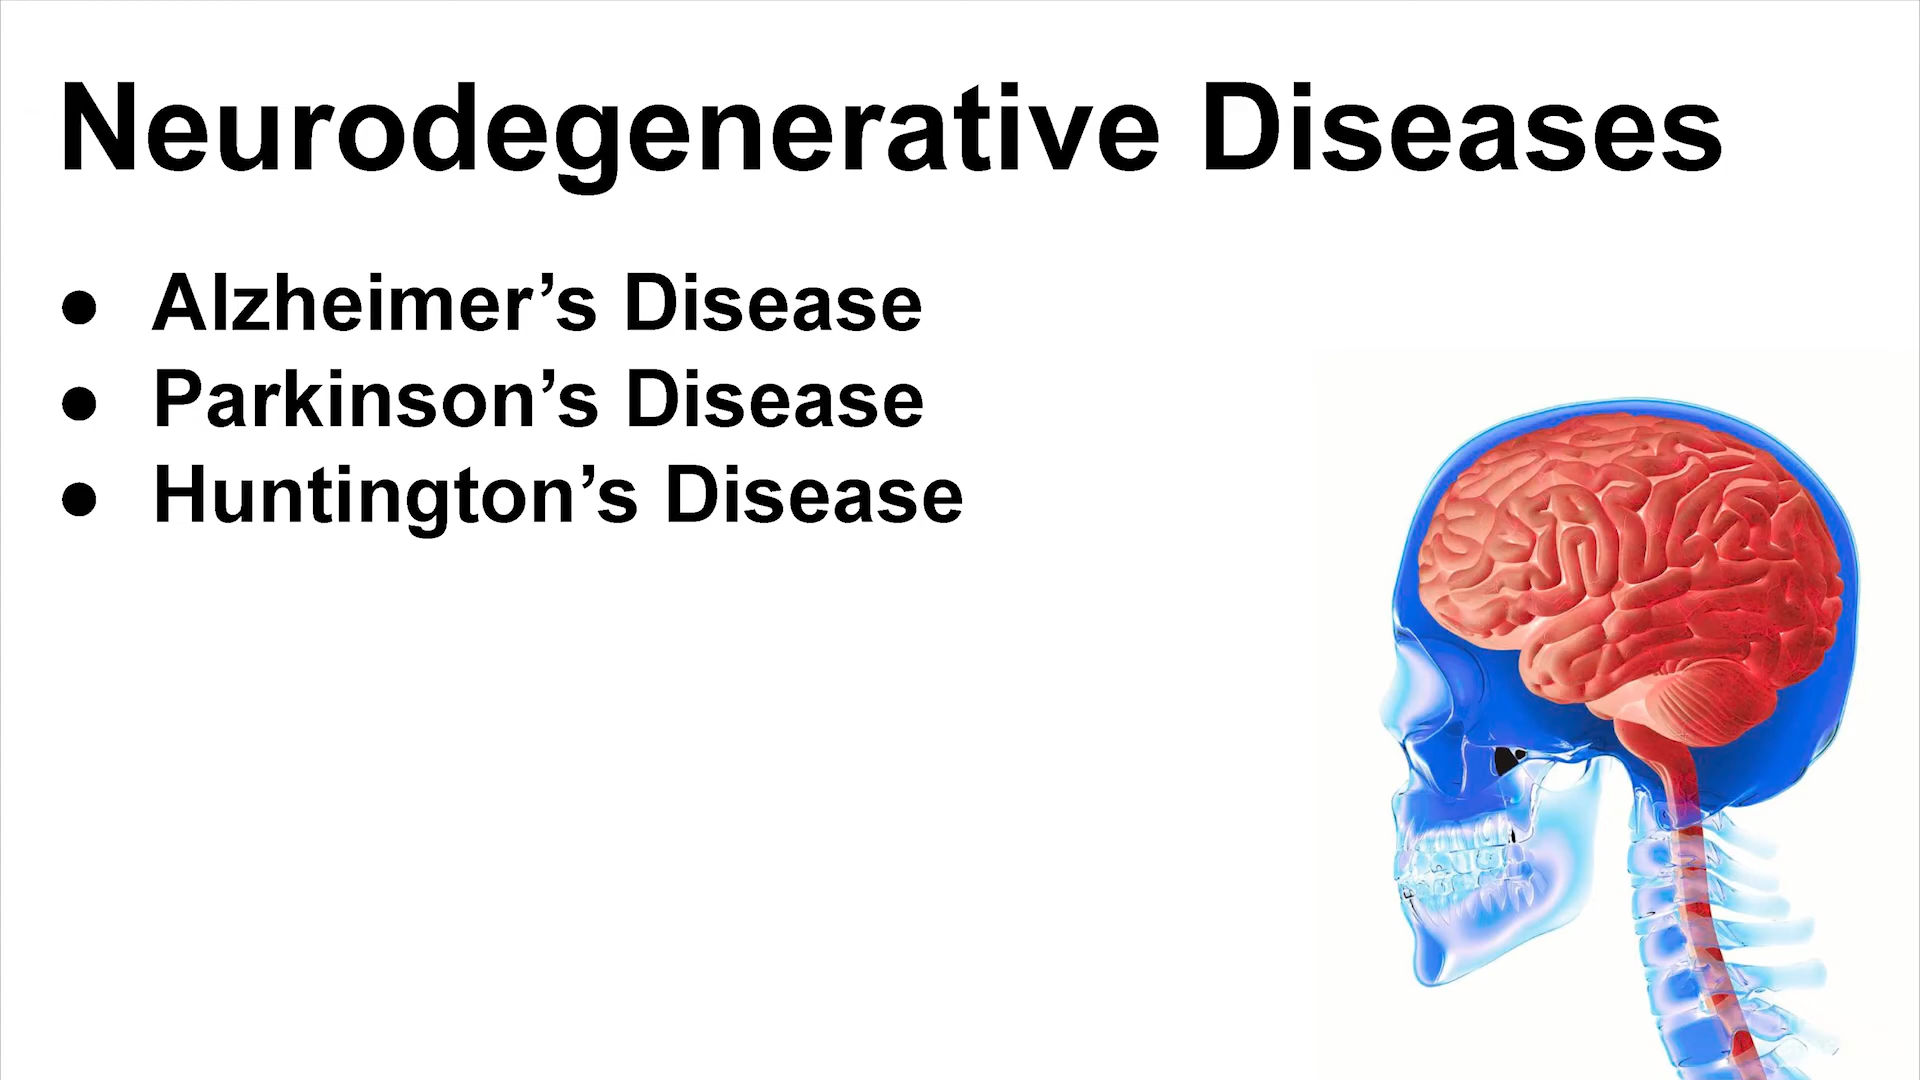 Neurodegenerative Diseases
● Alzheimer’s Disease
● Parkinson’s Disease
● Huntington’s Disease